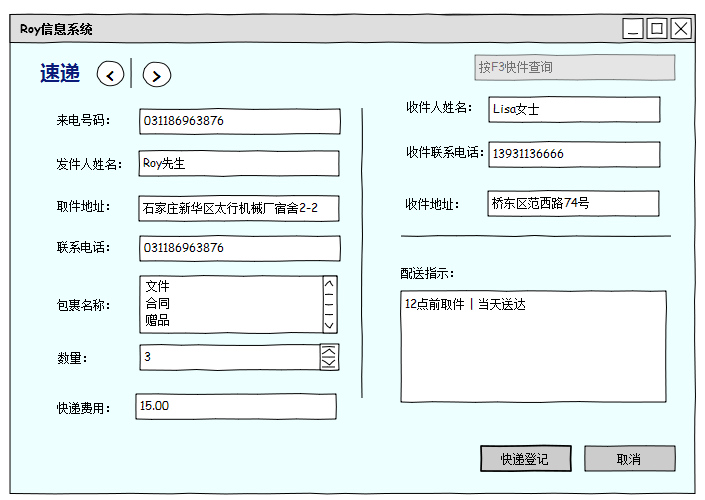 Roy信息系统
速递
按F3快件查询
来电号码： 031186963876
发件人姓名： Roy先生
取件地址： 石家庄新华区太行机械厂宿舍2-2
联系电话： 031186963876
包裹名称：
文件
合同
赠品
数量： 3
快递费用： 15.00
收件人姓名： Lisa女士
收件联系电话： 13931136666
收件地址： 桥东区范西路74号
配送指示：
12点前取件 | 当天送达
快递登记
取消